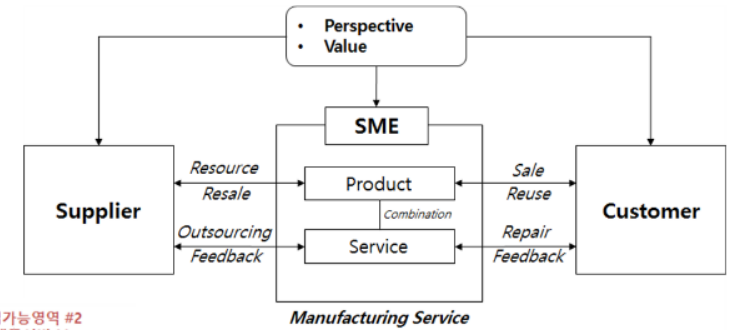 • Perspective
• Value
SME
Supplier
Resource
Resale
Outsourcing
Feedback
Product
Combination
Service
Sale
Reuse
Repair
Feedback
Customer
가능영역 #2
Manufacturing Service